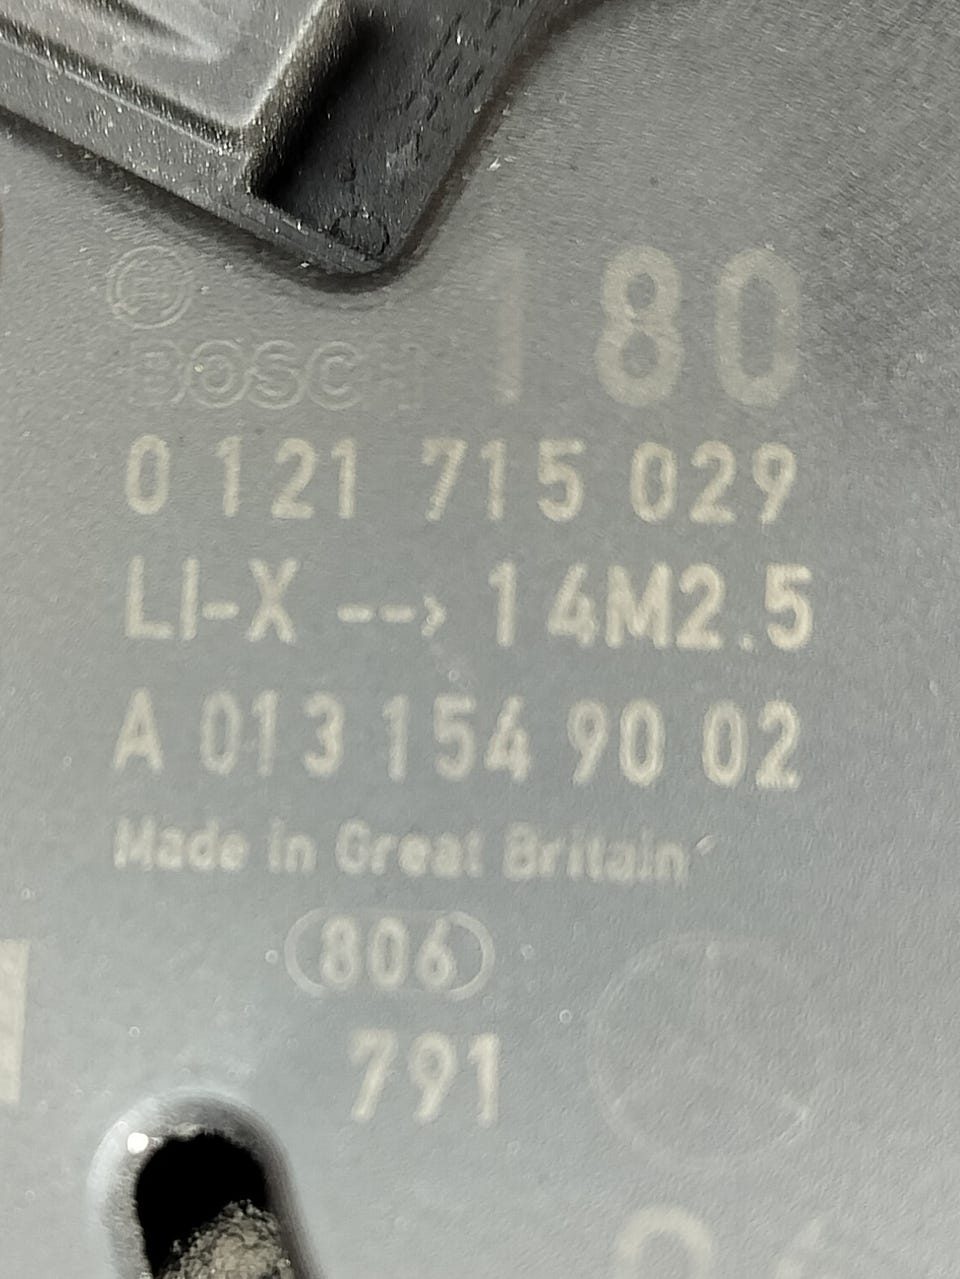 180
BOSCH
0 121 715 029
LI-X --> 14M2.5
A 013 154 90 02
Made in Great Britain
806
791